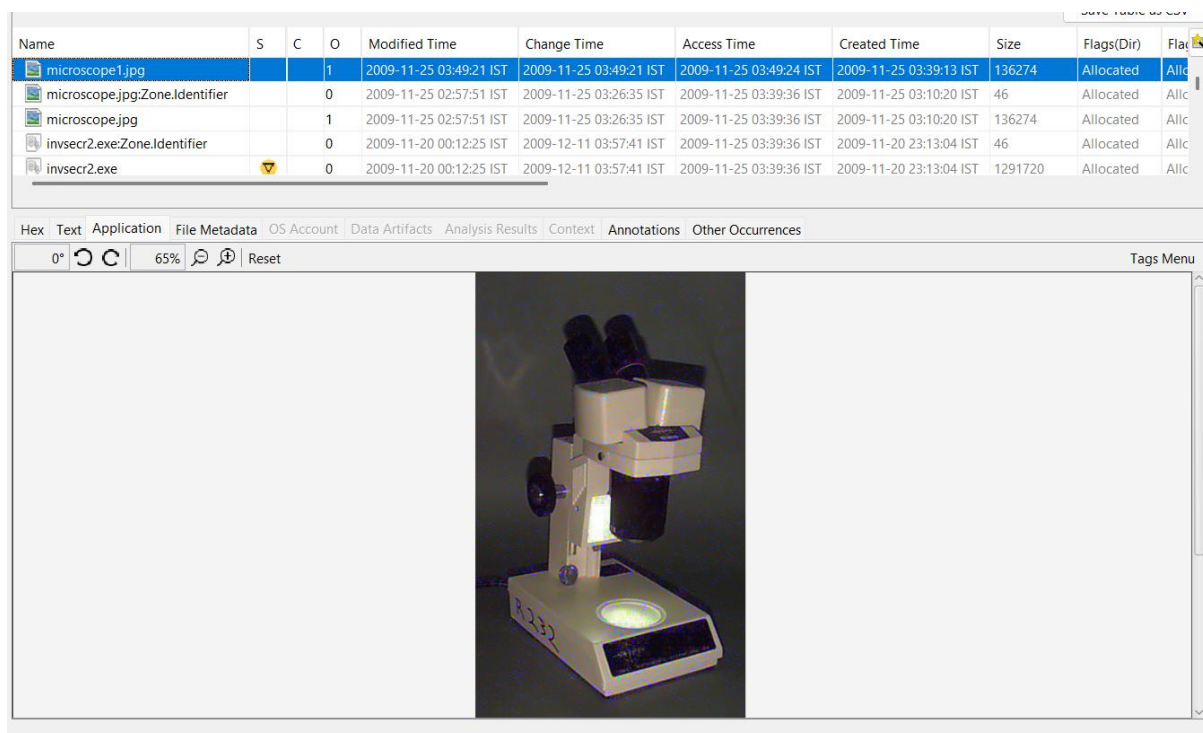 Name S C O Modified Time Change Time Access Time Created Time Size Flags(Dir)
microscope1.jpg 1 2009-11-25 03:49:21 IST 2009-11-25 03:49:21 IST 2009-11-25 03:49:24 IST 2009-11-25 03:39:13 IST 136274 Allocated
microscope.jpg:Zone.Identifier 0 2009-11-25 02:57:51 IST 2009-11-25 03:26:35 IST 2009-11-25 03:39:36 IST 2009-11-25 03:10:20 IST 46 Allocated
microscope.jpg 1 2009-11-25 02:57:51 IST 2009-11-25 03:26:35 IST 2009-11-25 03:39:36 IST 2009-11-25 03:10:20 IST 136274 Allocated
invsecr2.exe:Zone.Identifier 0 2009-11-20 00:12:25 IST 2009-12-11 03:57:41 IST 2009-11-25 03:39:36 IST 2009-11-20 23:13:04 IST 46 Allocated
invsecr2.exe 0 2009-11-20 00:12:25 IST 2009-12-11 03:57:41 IST 2009-11-25 03:39:36 IST 2009-11-20 23:13:04 IST 1291720 Allocated
Hex Text Application File Metadata OS Account Data Artifacts Analysis Results Context Annotations Other Occurrences
0° 65% Reset Tags Menu
R232